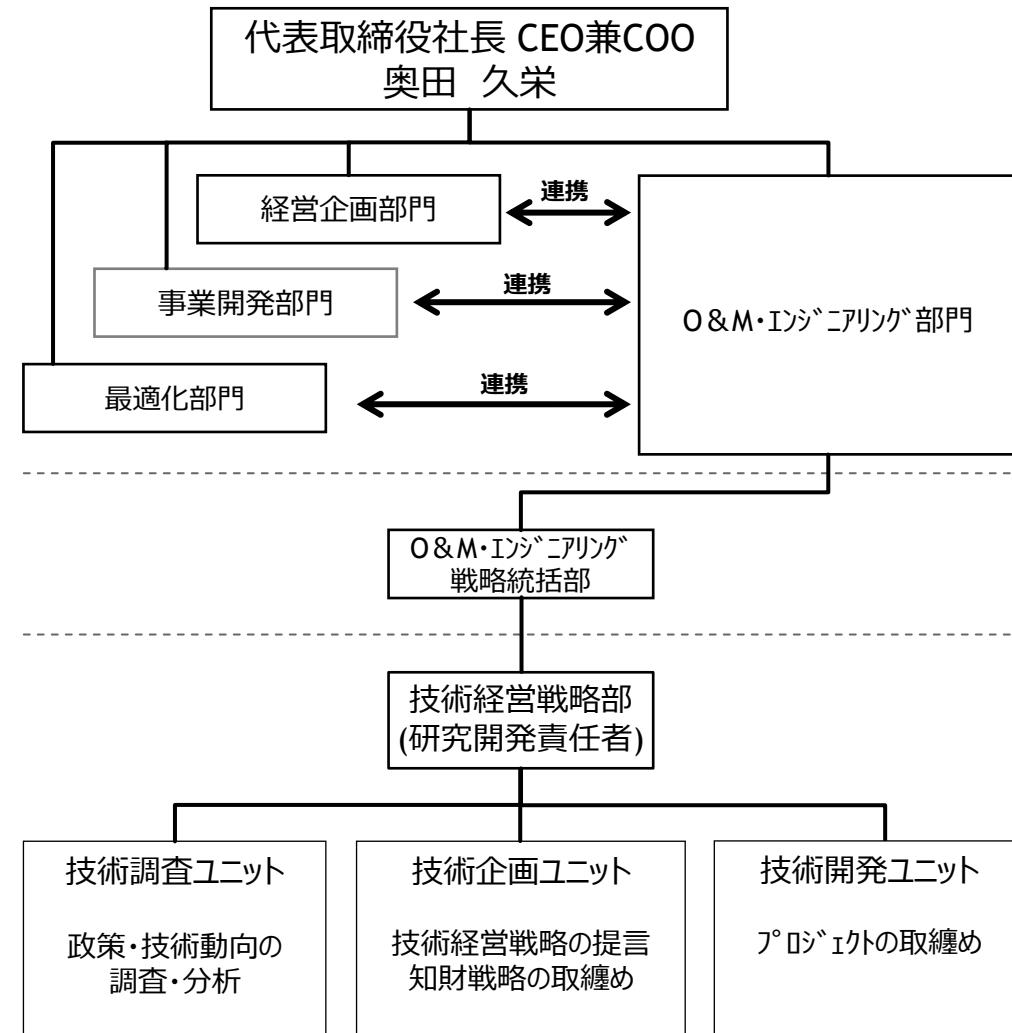 代表取締役社長 CEO兼COO
奥田　久栄
経営企画部門
連携
事業開発部門
連携
最適化部門
連携
O&M・ｴﾝｼﾞﾆｱﾘﾝｸﾞ部門
O&M・ｴﾝｼﾞﾆｱﾘﾝｸﾞ
戦略統括部
技術経営戦略部
(研究開発責任者)
技術調査ユニット
政策・技術動向の
調査・分析
技術企画ユニット
技術経営戦略の提言
知財戦略の取纏め
技術開発ユニット
ﾌﾟﾛｼﾞｪｸﾄの取纏め